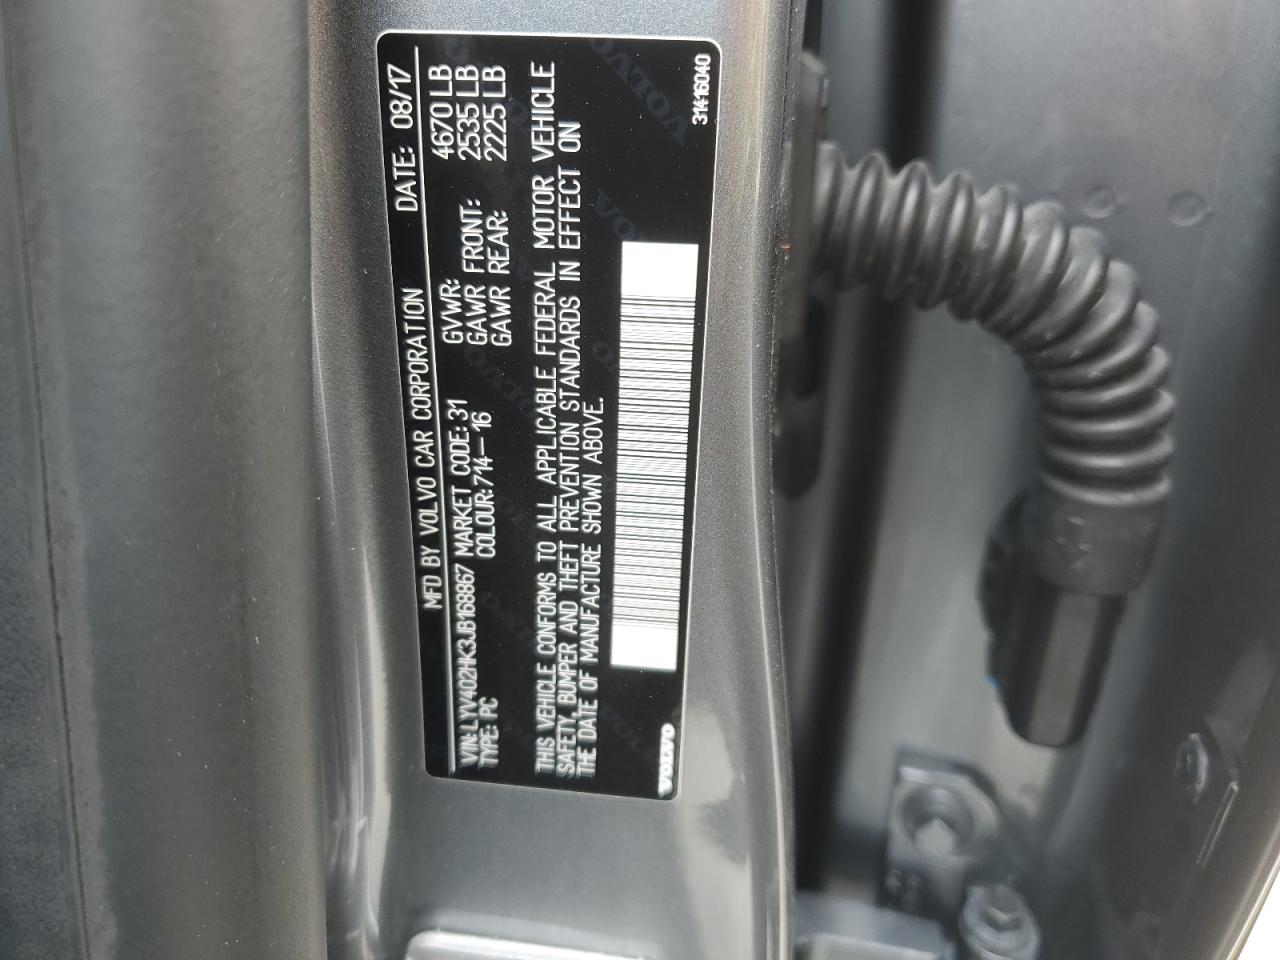 MFD BY VOLVO CAR CORPORATION DATE: 08/17
GVWR: 4670 LB
GAWR FRONT: 2535 LB
GAWR REAR: 2225 LB
VIN: LYV402HK3JB168867 MARKET CODE: 31
TYPE: PC COLOUR: 714-16
THIS VEHICLE CONFORMS TO ALL APPLICABLE FEDERAL MOTOR VEHICLE
SAFETY, BUMPER AND THEFT PREVENTION STANDARDS IN EFFECT ON
THE DATE OF MANUFACTURE SHOWN ABOVE.
VOLVO 31416040